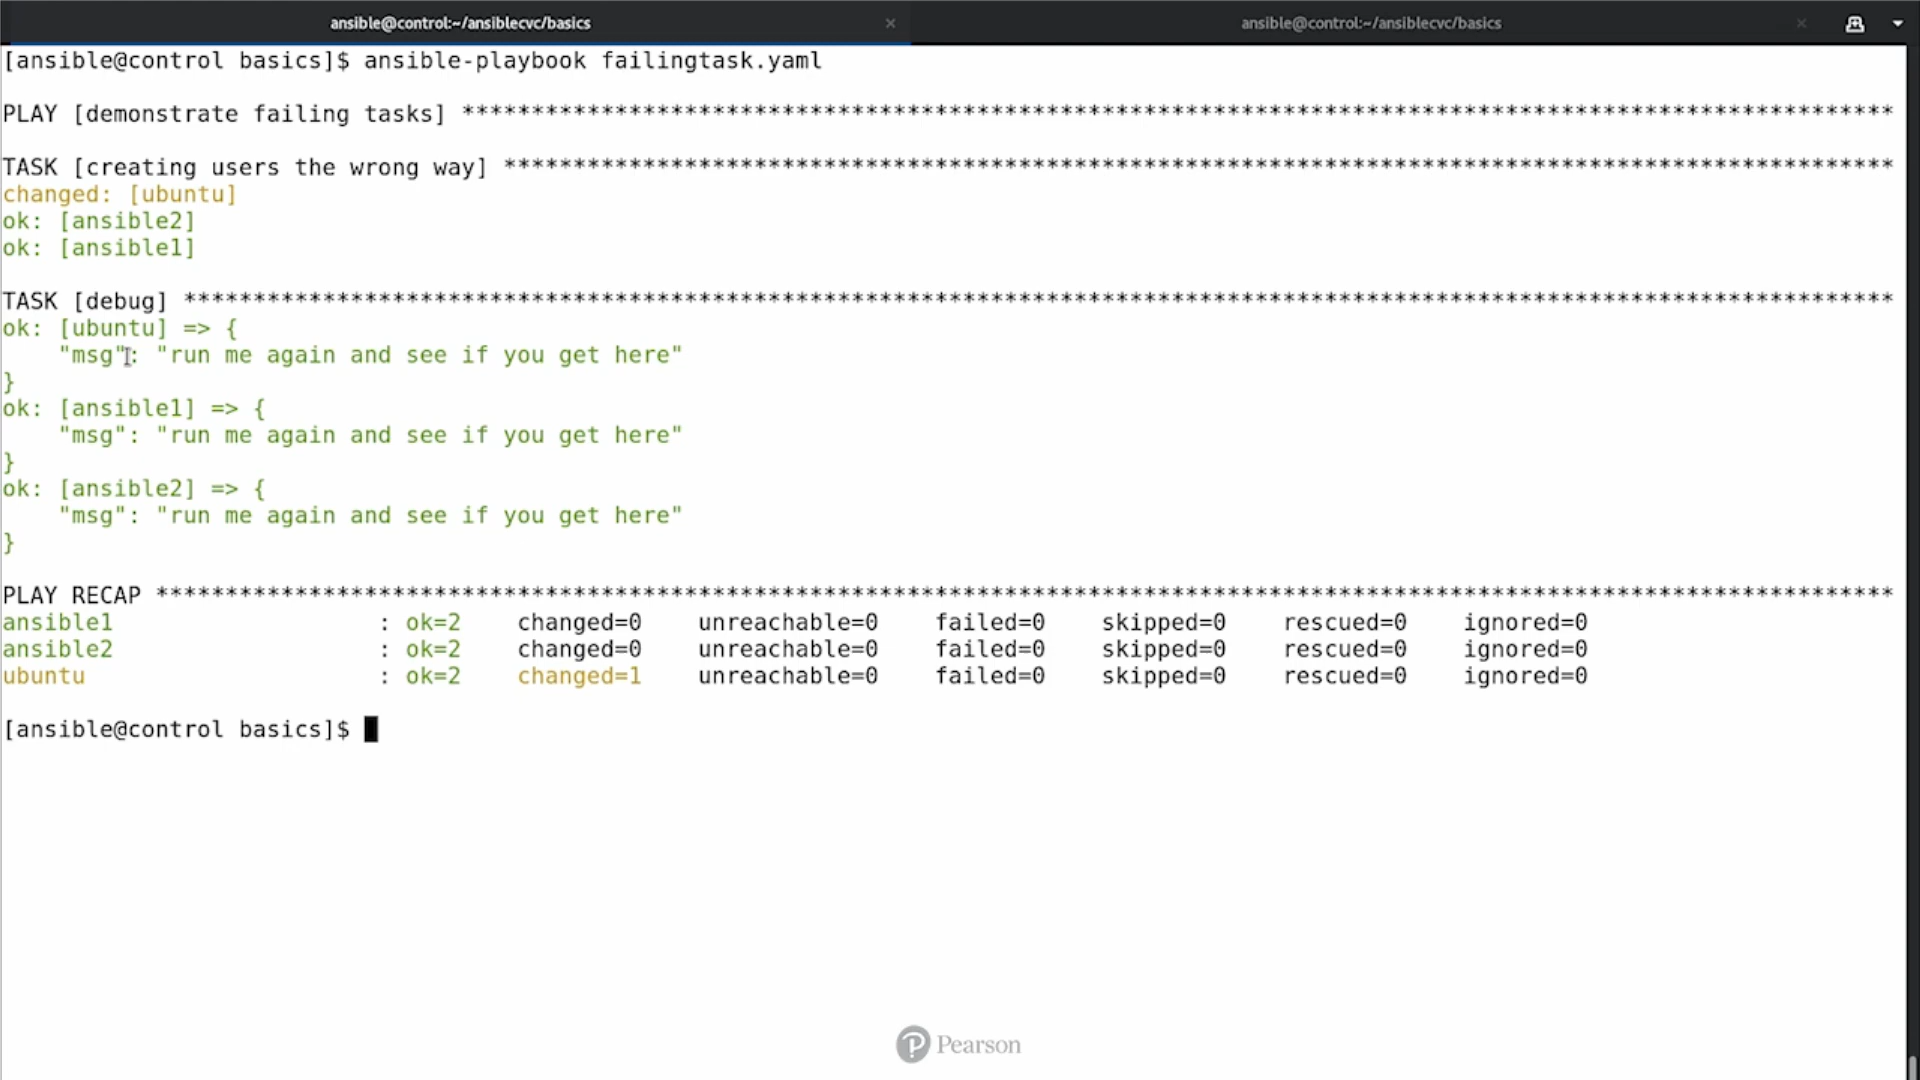 ansible@control:~/ansiblecvc/basics × ansible@control:~/ansiblecvc/basics ×
[ansible@control basics]$ ansible-playbook failingtask.yaml
PLAY [demonstrate failing tasks] *******************************************************************************************************
TASK [creating users the wrong way] ****************************************************************************************************
changed: [ubuntu]
ok: [ansible2]
ok: [ansible1]
TASK [debug] ***************************************************************************************************************************
ok: [ubuntu] => {
    "msg": "run me again and see if you get here"
}
ok: [ansible1] => {
    "msg": "run me again and see if you get here"
}
ok: [ansible2] => {
    "msg": "run me again and see if you get here"
}
PLAY RECAP *****************************************************************************************************************************
ansible1                   : ok=2    changed=0    unreachable=0    failed=0    skipped=0    rescued=0    ignored=0
ansible2                   : ok=2    changed=0    unreachable=0    failed=0    skipped=0    rescued=0    ignored=0
ubuntu                     : ok=2    changed=1    unreachable=0    failed=0    skipped=0    rescued=0    ignored=0
[ansible@control basics]$
Pearson